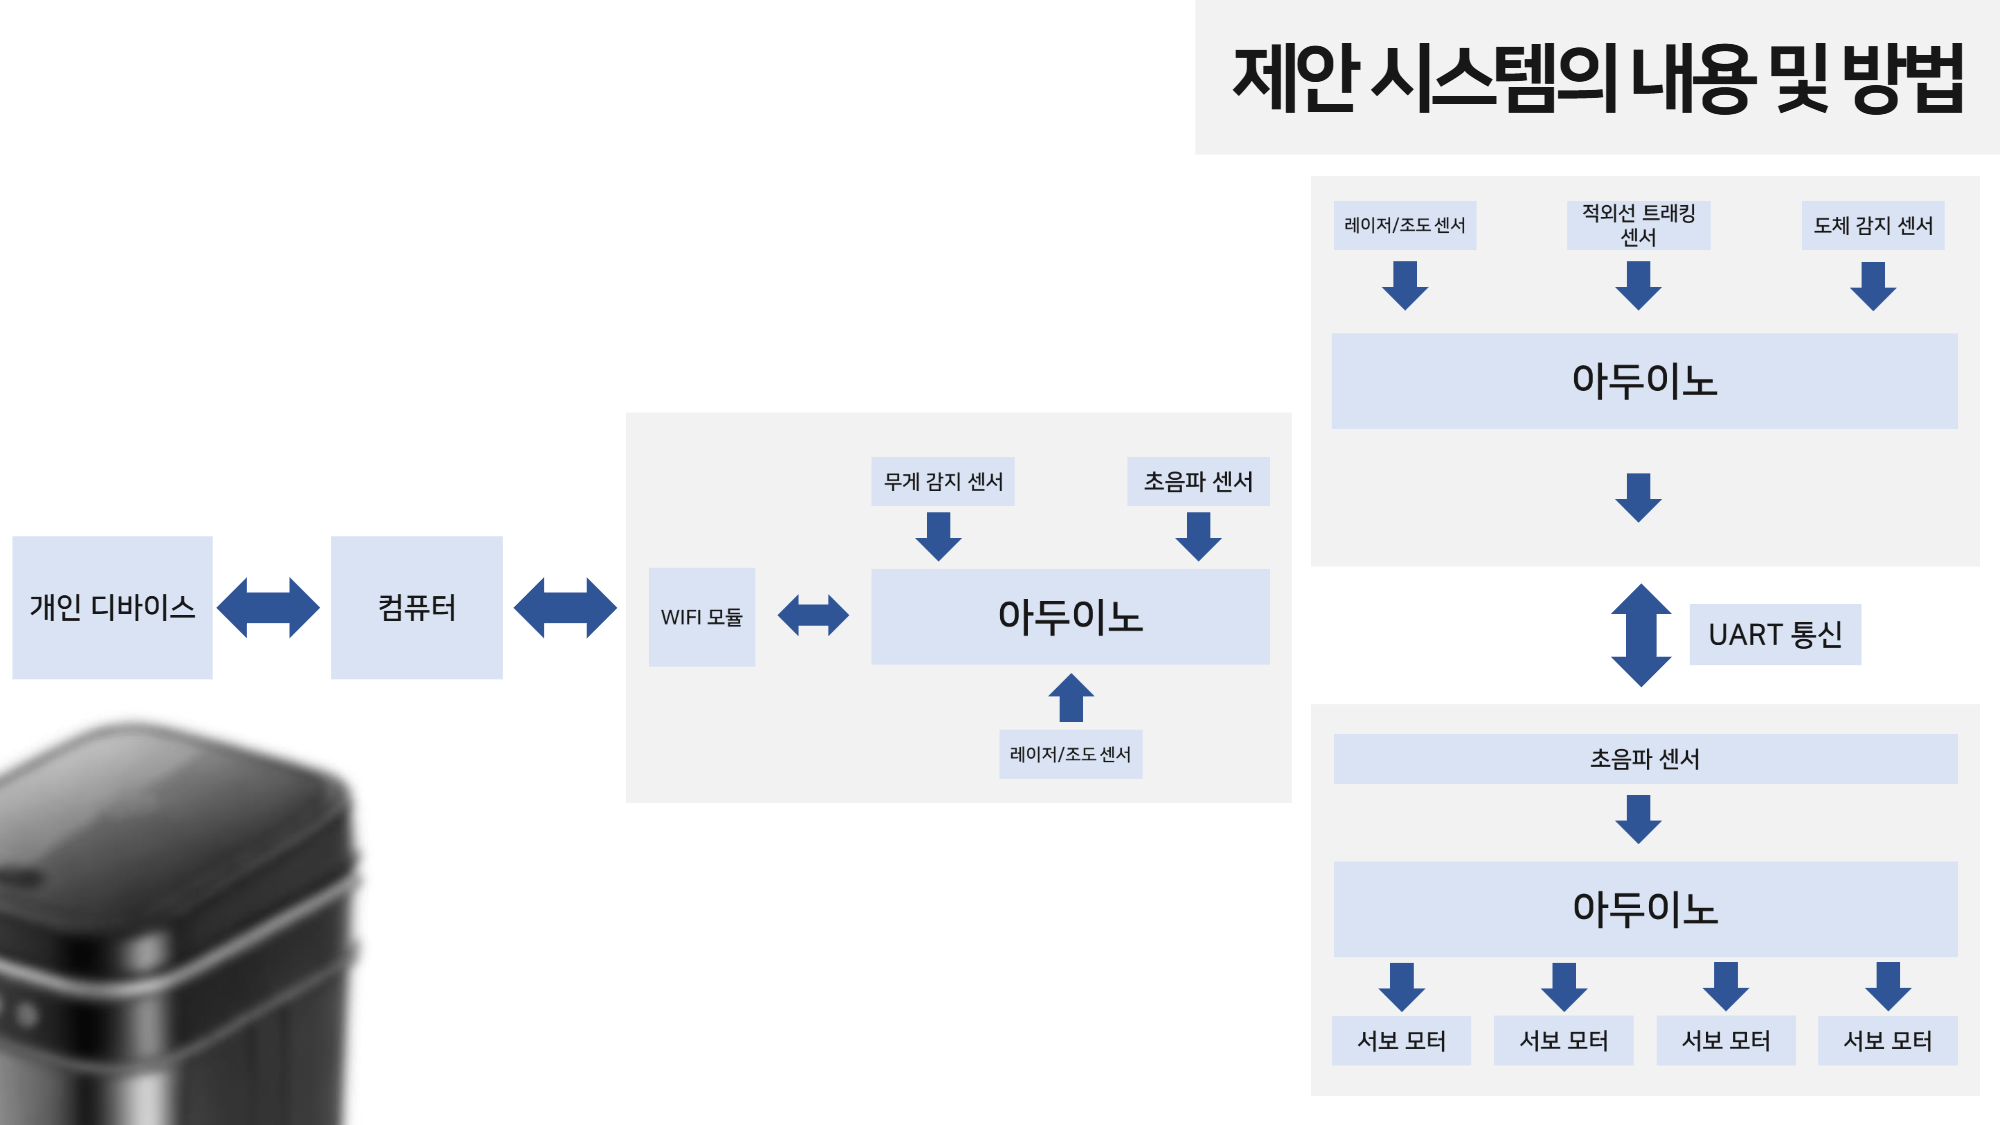 제안 시스템의 내용 및 방법
레이저/조도 센서
적외선 트래킹
센서
도체 감지 센서
아두이노
무게 감지 센서
초음파 센서
개인 디바이스
컴퓨터
WIFI 모듈
아두이노
레이저/조도 센서
UART 통신
초음파 센서
아두이노
서보 모터
서보 모터
서보 모터
서보 모터